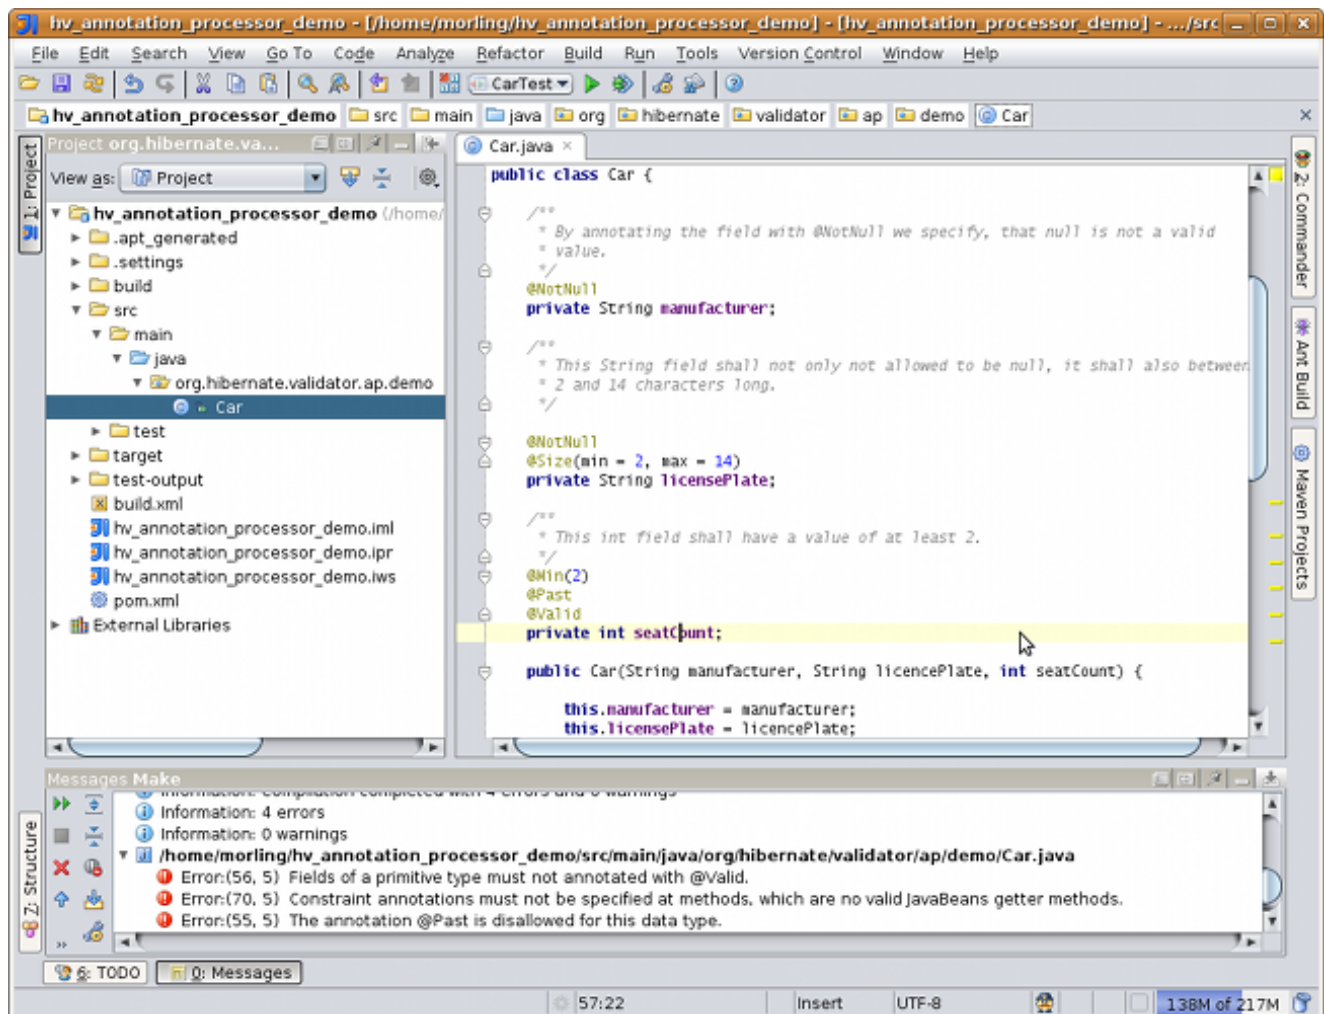 hv_annotation_processor_demo - [/home/morling/hv_annotation_processor_demo] - [hv_annotation_processor_demo] - .../src
File Edit Search View Go To Code Analyze Refactor Build Run Tools Version Control Window Help
CarTest
hv_annotation_processor_demo src main java org hibernate validator ap demo Car
1: Project
Project org.hibernate.va...
View as: Project
hv_annotation_processor_demo (/home/
.apt_generated
.settings
build
src
main
java
org.hibernate.validator.ap.demo
Car
test
target
test-output
build.xml
hv_annotation_processor_demo.iml
hv_annotation_processor_demo.ipr
hv_annotation_processor_demo.iws
pom.xml
External Libraries
Car.java
public class Car {
/**
* By annotating the field with @NotNull we specify, that null is not a valid
* value.
*/
@NotNull
private String manufacturer;
/**
* This String field shall not only not allowed to be null, it shall also between
* 2 and 14 characters long.
*/
@NotNull
@Size(min = 2, max = 14)
private String licensePlate;
/**
* This int field shall have a value of at least 2.
*/
@Min(2)
@Past
@Valid
private int seatCount;
public Car(String manufacturer, String licencePlate, int seatCount) {
this.manufacturer = manufacturer;
this.licensePlate = licencePlate;
2: Commander
Ant Build
Maven Projects
Messages Make
Information: Compilation completed with 4 errors and 0 warnings
Information: 4 errors
Information: 0 warnings
/home/morling/hv_annotation_processor_demo/src/main/java/org/hibernate/validator/ap/demo/Car.java
Error:(56, 5) Fields of a primitive type must not annotated with @Valid.
Error:(70, 5) Constraint annotations must not be specified at methods, which are no valid JavaBeans getter methods.
Error:(55, 5) The annotation @Past is disallowed for this data type.
7: Structure
6: TODO 0: Messages
57:22 Insert UTF-8 138M of 217M